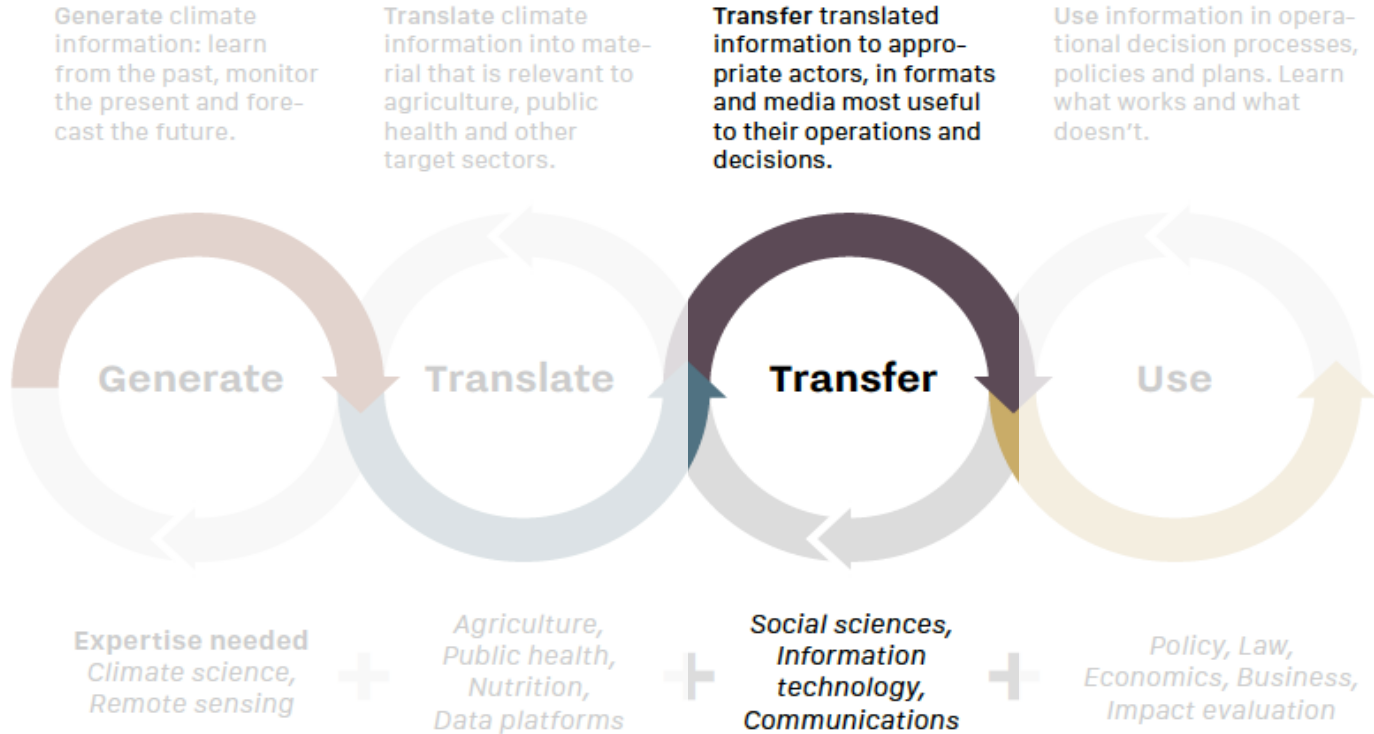 Generate climate
information: learn
from the past, monitor
the present and fore-
cast the future.
Translate climate
information into mate-
rial that is relevant to
agriculture, public
health and other
target sectors.
Transfer translated
information to appro-
priate actors, in formats
and media most useful
to their operations and
decisions.
Use information in opera-
tional decision processes,
policies and plans. Learn
what works and what
doesn't.
Generate
Translate
Transfer
Use
Expertise needed
Climate science,
Remote sensing
+
Agriculture,
Public health,
Nutrition,
Data platforms
+
Social sciences,
Information
technology,
Communications
+
Policy, Law,
Economics, Business,
Impact evaluation